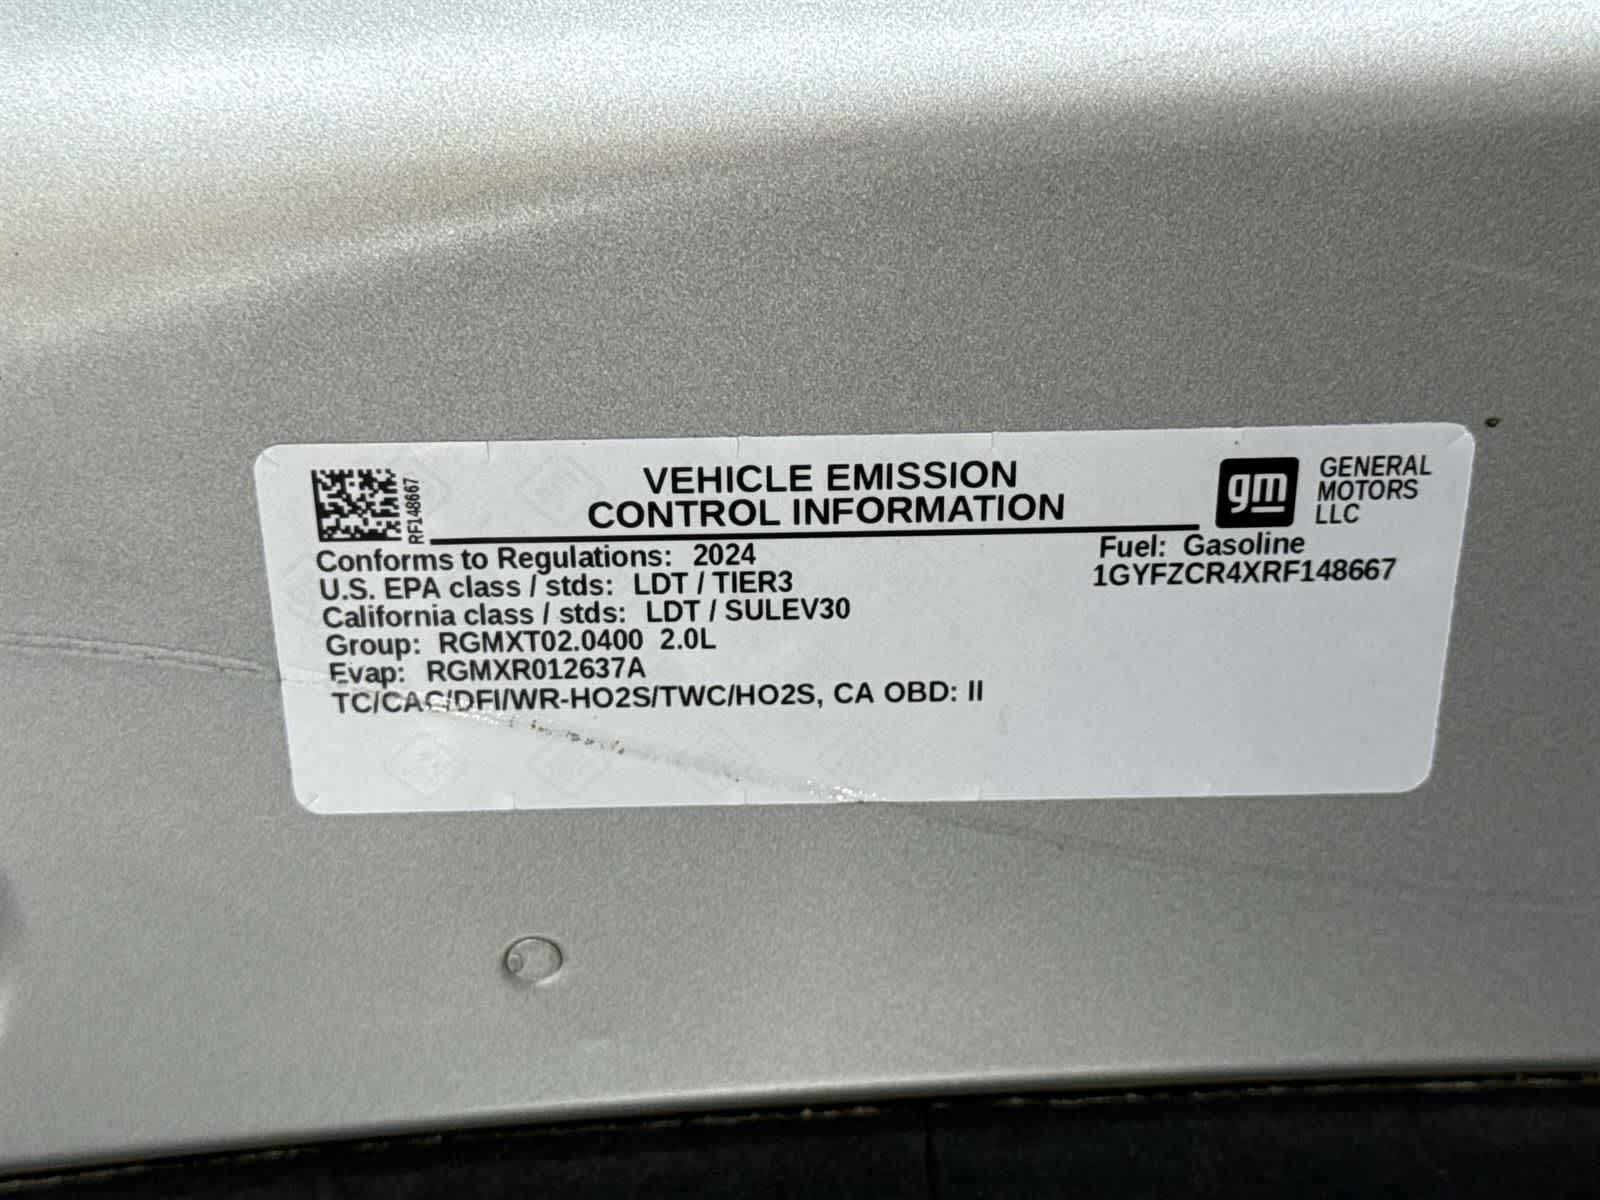 RF148667
VEHICLE EMISSION
CONTROL INFORMATION
gm
GENERAL
MOTORS
LLC
Conforms to Regulations: 2024
U.S. EPA class / stds: LDT / TIER3
California class / stds: LDT / SULEV30
Group: RGMXT02.0400 2.0L
Evap: RGMXR012637A
TC/CAC/DFI/WR-HO2S/TWC/HO2S, CA OBD: II
Fuel: Gasoline
1GYFZCR4XRF148667